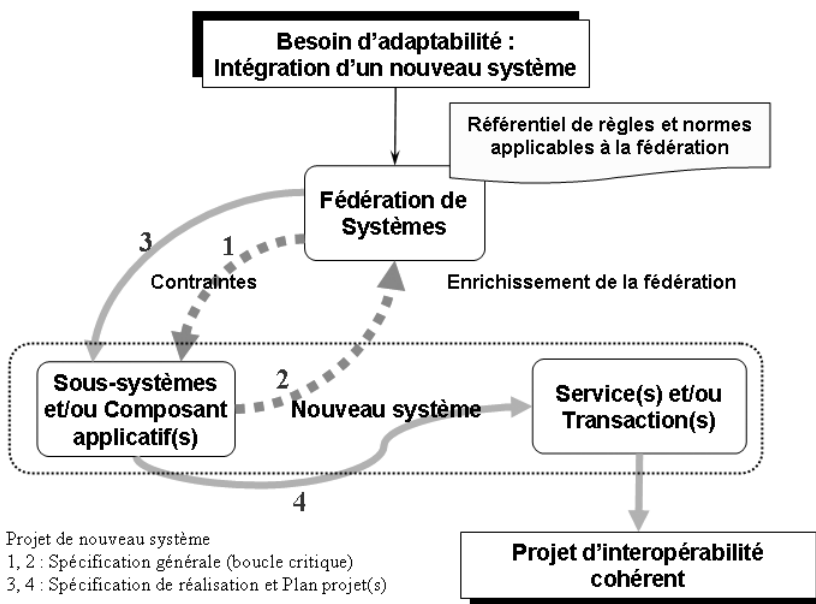 Besoin d'adaptabilité :
Intégration d'un nouveau système
Référentiel de règles et normes
applicables à la fédération
Fédération de
Systèmes
3
1
Contraintes
Enrichissement de la fédération
Sous-systèmes
et/ou Composant
applicatif(s)
2
Nouveau système
Service(s) et/ou
Transaction(s)
4
Projet de nouveau système
1, 2 : Spécification générale (boucle critique)
3, 4 : Spécification de réalisation et Plan projet(s)
Projet d'interopérabilité
cohérent